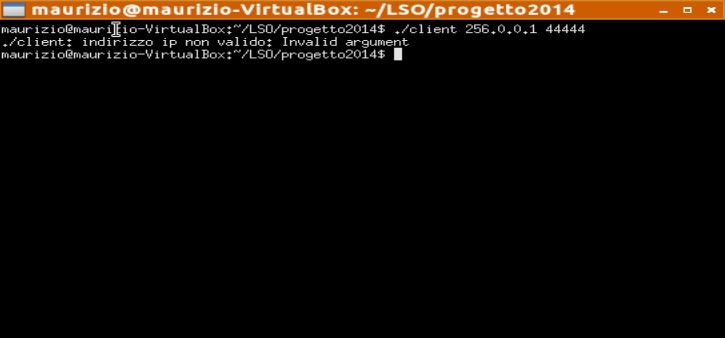 maurizio@maurizio-VirtualBox: ~/LSO/progetto2014
maurizio@maurizio-VirtualBox:~/LSO/progetto2014$ ./client 256.0.0.1 44444
./client: indirizzo ip non valido: Invalid argument
maurizio@maurizio-VirtualBox:~/LSO/progetto2014$